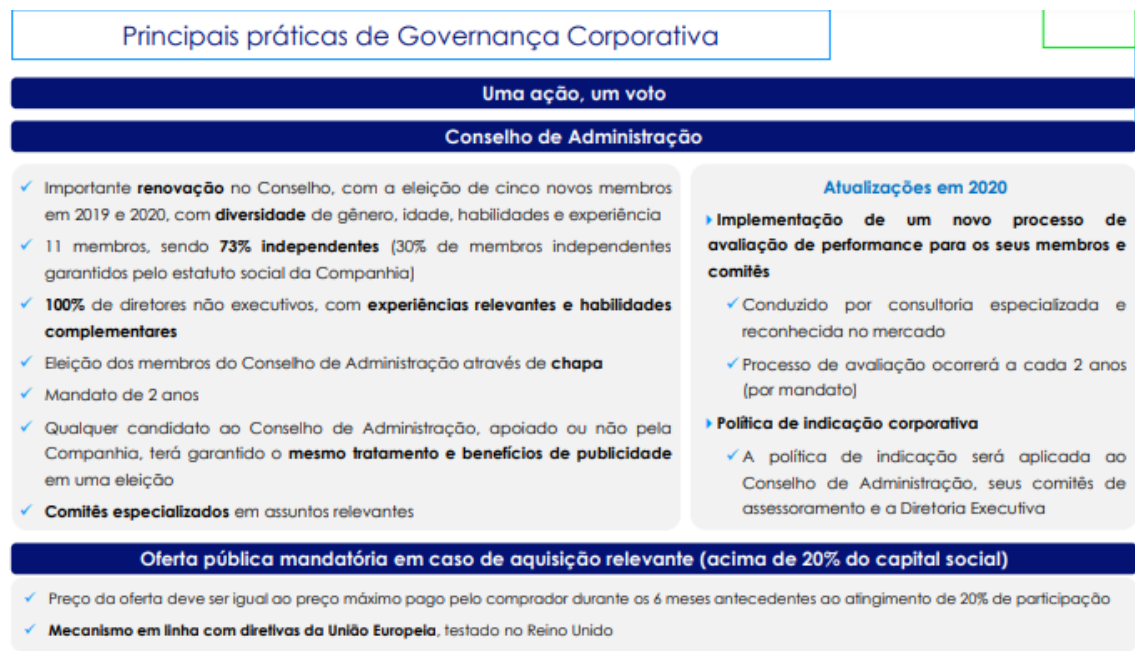 Principais práticas de Governança Corporativa
Uma ação, um voto
Conselho de Administração
✓ Importante renovação no Conselho, com a eleição de cinco novos membros
em 2019 e 2020, com diversidade de gênero, idade, habilidades e experiência
✓ 11 membros, sendo 73% independentes (30% de membros independentes
garantidos pelo estatuto social da Companhia)
✓ 100% de diretores não executivos, com experiências relevantes e habilidades
complementares
✓ Eleição dos membros do Conselho de Administração através de chapa
✓ Mandato de 2 anos
✓ Qualquer candidato ao Conselho de Administração, apoiado ou não pela
Companhia, terá garantido o mesmo tratamento e benefícios de publicidade
em uma eleição
✓ Comitês especializados em assuntos relevantes
Atualizações em 2020
Implementação de um novo processo de
avaliação de performance para os seus membros e
comitês
✓ Conduzido por consultoria especializada e
reconhecida no mercado
✓ Processo de avaliação ocorrerá a cada 2 anos
(por mandato)
Política de indicação corporativa
✓ A política de indicação será aplicada ao
Conselho de Administração, seus comitês de
assessoramento e a Diretoria Executiva
Oferta pública mandatória em caso de aquisição relevante (acima de 20% do capital social)
✓ Preço da oferta deve ser igual ao preço máximo pago pelo comprador durante os 6 meses antecedentes ao atingimento de 20% de participação
✓ Mecanismo em linha com diretivas da União Europeia, testado no Reino Unido